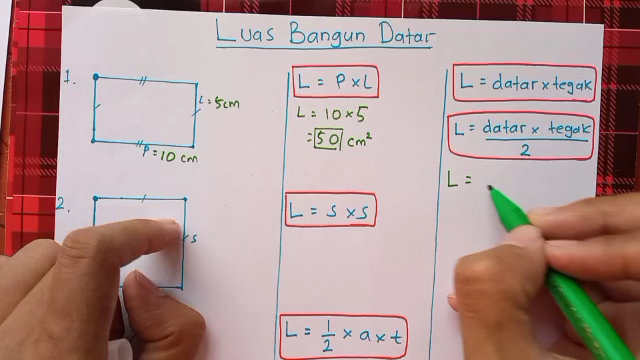 Luas Bangun Datar
1.
L = 5cm
P = 10 cm
L = P x L
L = 10 x 5
= 50 cm²
L = datar x tegak
L = datar x tegak
2
L =
2.
s
L = s x s
L = 1/2 x a x t